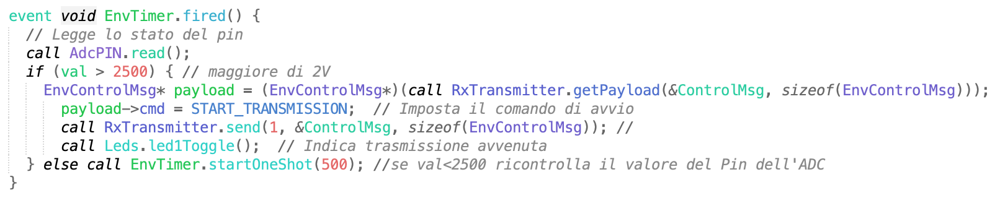 event void EnvTimer.fired() {
// Legge lo stato del pin
call AdcPIN.read();
if (val > 2500) { // maggiore di 2V
EnvControlMsg* payload = (EnvControlMsg*)(call RxTransmitter.getPayload(&ControlMsg, sizeof(EnvControlMsg)));
payload->cmd = START_TRANSMISSION;  // Imposta il comando di avvio
call RxTransmitter.send(1, &ControlMsg, sizeof(EnvControlMsg)); //
call Leds.led1Toggle();  // Indica trasmissione avvenuta
} else call EnvTimer.startOneShot(500); //se val<2500 ricontrolla il valore del Pin dell'ADC
}